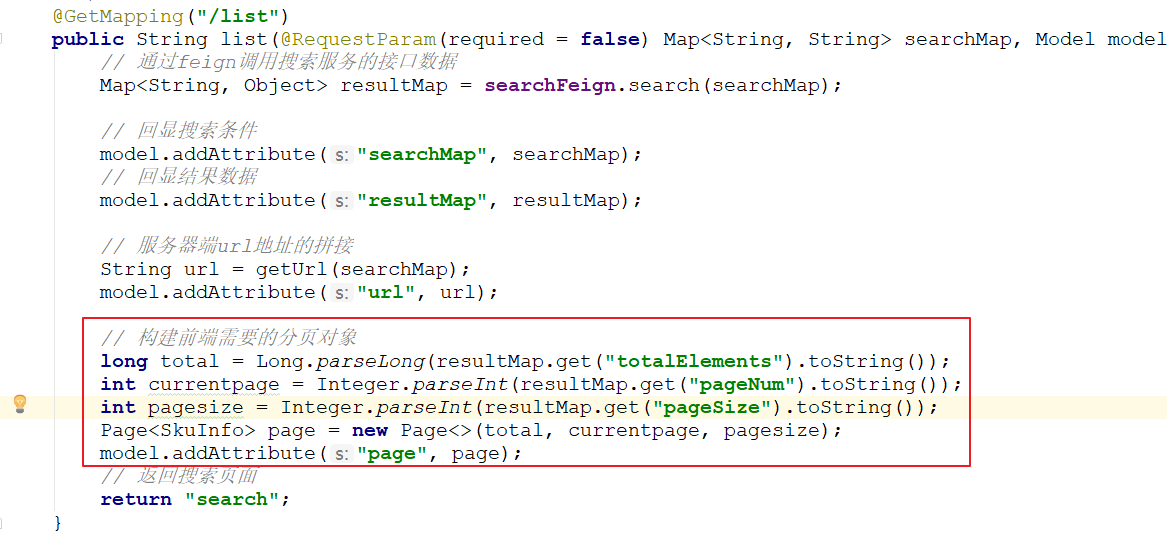 @GetMapping("/list")
public String list(@RequestParam(required = false) Map<String, String> searchMap, Model model
// 通过feign调用搜索服务的接口数据
Map<String, Object> resultMap = searchFeign.search(searchMap);
// 回显搜索条件
model.addAttribute( s: "searchMap", searchMap);
// 回显结果数据
model.addAttribute( s: "resultMap", resultMap);
// 服务器端url地址的拼接
String url = getUrl(searchMap);
model.addAttribute( s: "url", url);
// 构建前端需要的分页对象
long total = Long.parseLong(resultMap.get("totalElements").toString());
int currentpage = Integer.parseInt(resultMap.get("pageNum").toString());
int pagesize = Integer.parseInt(resultMap.get("pageSize").toString());
Page<SkuInfo> page = new Page<>(total, currentpage, pagesize);
model.addAttribute( s: "page", page);
// 返回搜索页面
return "search";
}